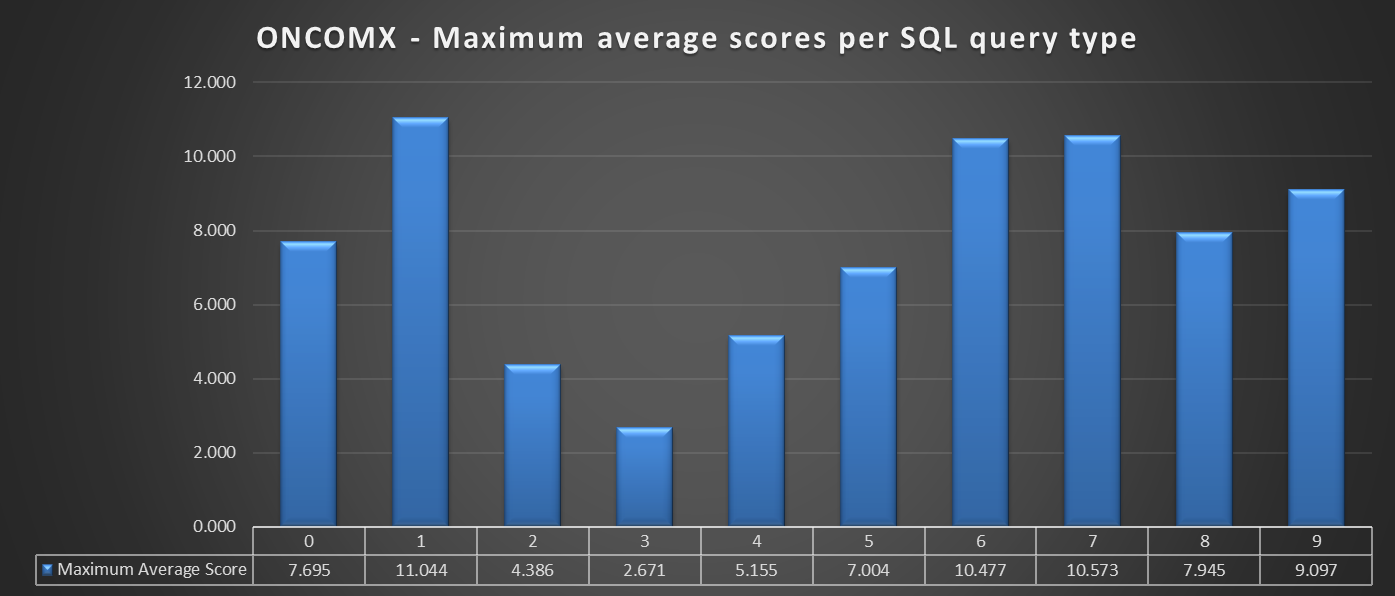 ONCOMX - Maximum average scores per SQL query type
12.000
10.000
8.000
6.000
4.000
2.000
0.000
0 1 2 3 4 5 6 7 8 9
Maximum Average Score 7.695 11.044 4.386 2.671 5.155 7.004 10.477 10.573 7.945 9.097